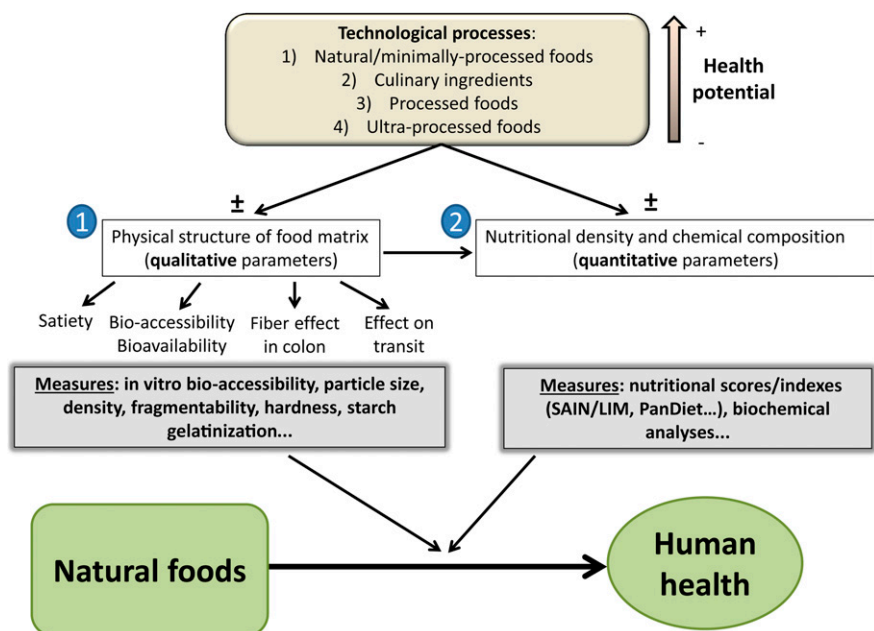 Technological processes:
1) Natural/minimally-processed foods
2) Culinary ingredients
3) Processed foods
4) Ultra-processed foods
+
Health
potential
-
±
±
1
Physical structure of food matrix
(qualitative parameters)
2
Nutritional density and chemical composition
(quantitative parameters)
Satiety
Bio-accessibility
Bioavailability
Fiber effect
in colon
Effect on
transit
Measures: in vitro bio-accessibility, particle size,
density, fragmentability, hardness, starch
gelatinization...
Measures: nutritional scores/indexes
(SAIN/LIM, PanDiet...), biochemical
analyses...
Natural foods
Human
health